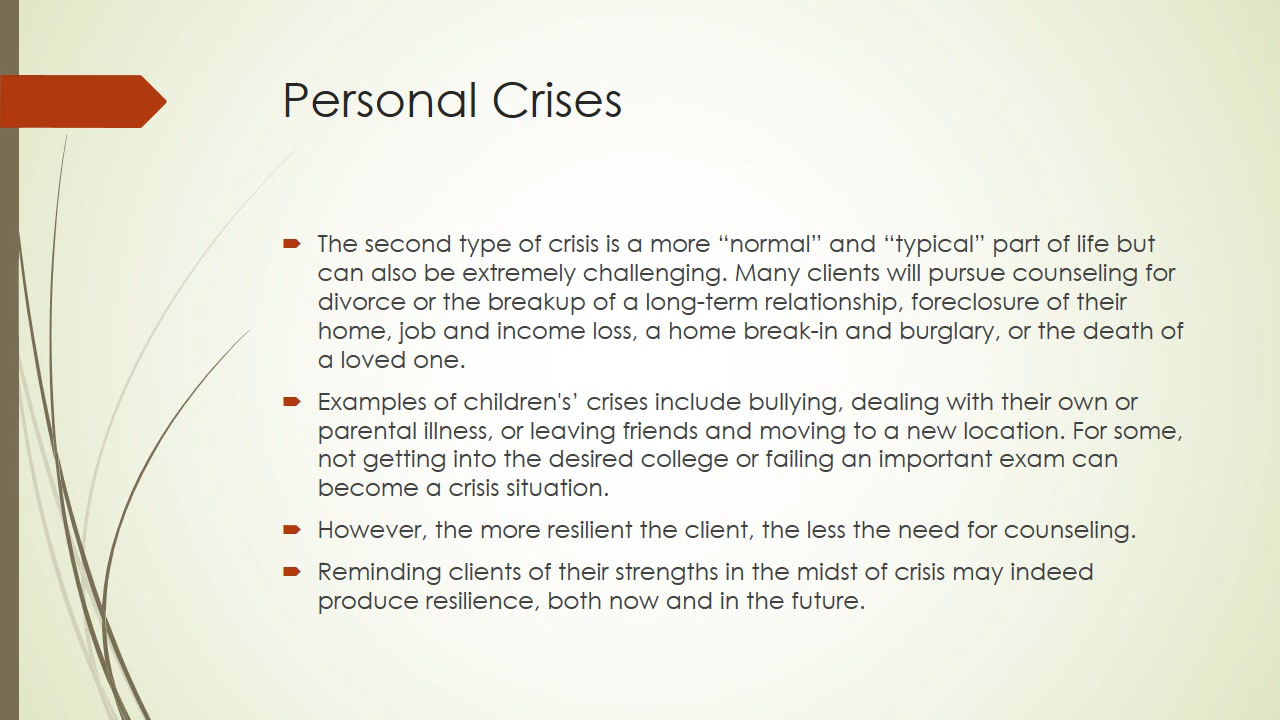 Personal Crises
The second type of crisis is a more “normal” and “typical” part of life but
can also be extremely challenging. Many clients will pursue counseling for
divorce or the breakup of a long-term relationship, foreclosure of their
home, job and income loss, a home break-in and burglary, or the death of
a loved one.
Examples of children's’ crises include bullying, dealing with their own or
parental illness, or leaving friends and moving to a new location. For some,
not getting into the desired college or failing an important exam can
become a crisis situation.
However, the more resilient the client, the less the need for counseling.
Reminding clients of their strengths in the midst of crisis may indeed
produce resilience, both now and in the future.